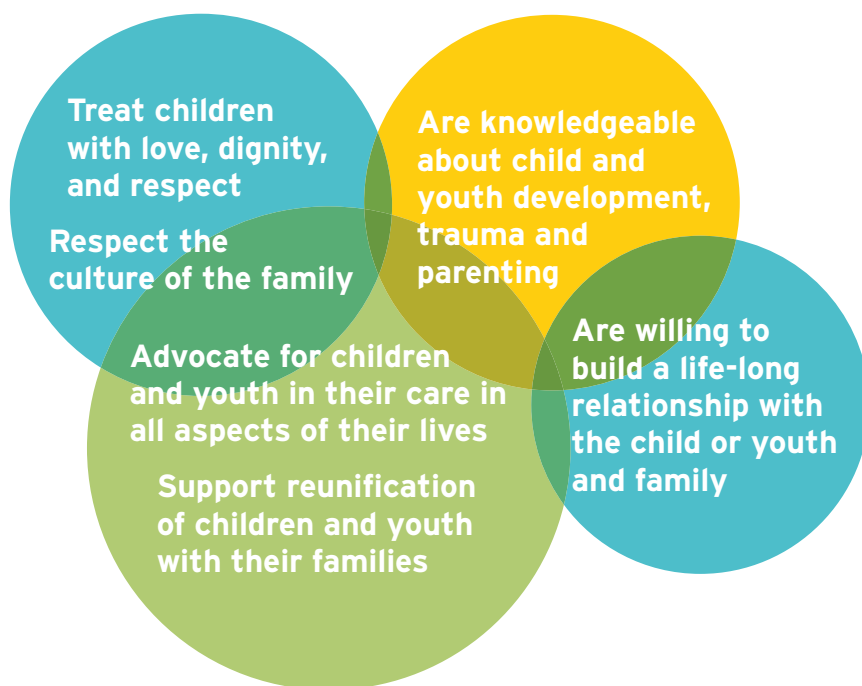 Treat children
with love, dignity,
and respect
Respect the
culture of the family
Are knowledgeable
about child and
youth development,
trauma and
parenting
Advocate for children
and youth in their care in
all aspects of their lives
Support reunification
of children and youth
with their families
Are willing to
build a life-long
relationship with
the child or youth
and family